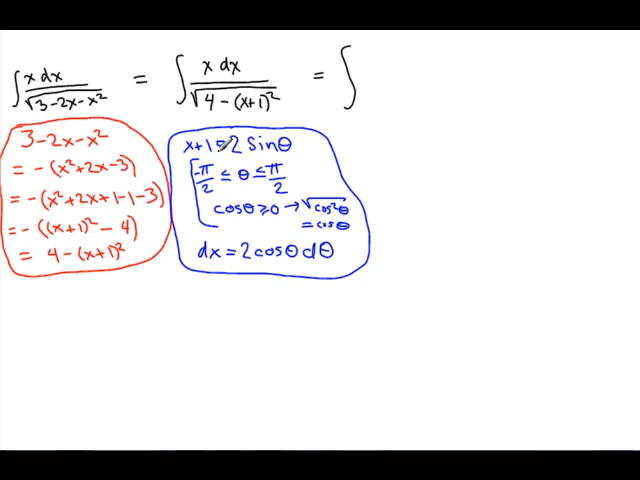 ∫ x dx / √(3-2x-x²) = ∫ x dx / √(4-(x+1)²) = ∫
3-2x-x²
= -(x²+2x-3)
= -(x²+2x+1-1-3)
= -((x+1)²-4)
= 4-(x+1)²
x+1=2 Sinθ
-π/2 ≤ θ ≤ π/2
cosθ ≥ 0 → √cos²θ
= cosθ
dx = 2cosθ dθ